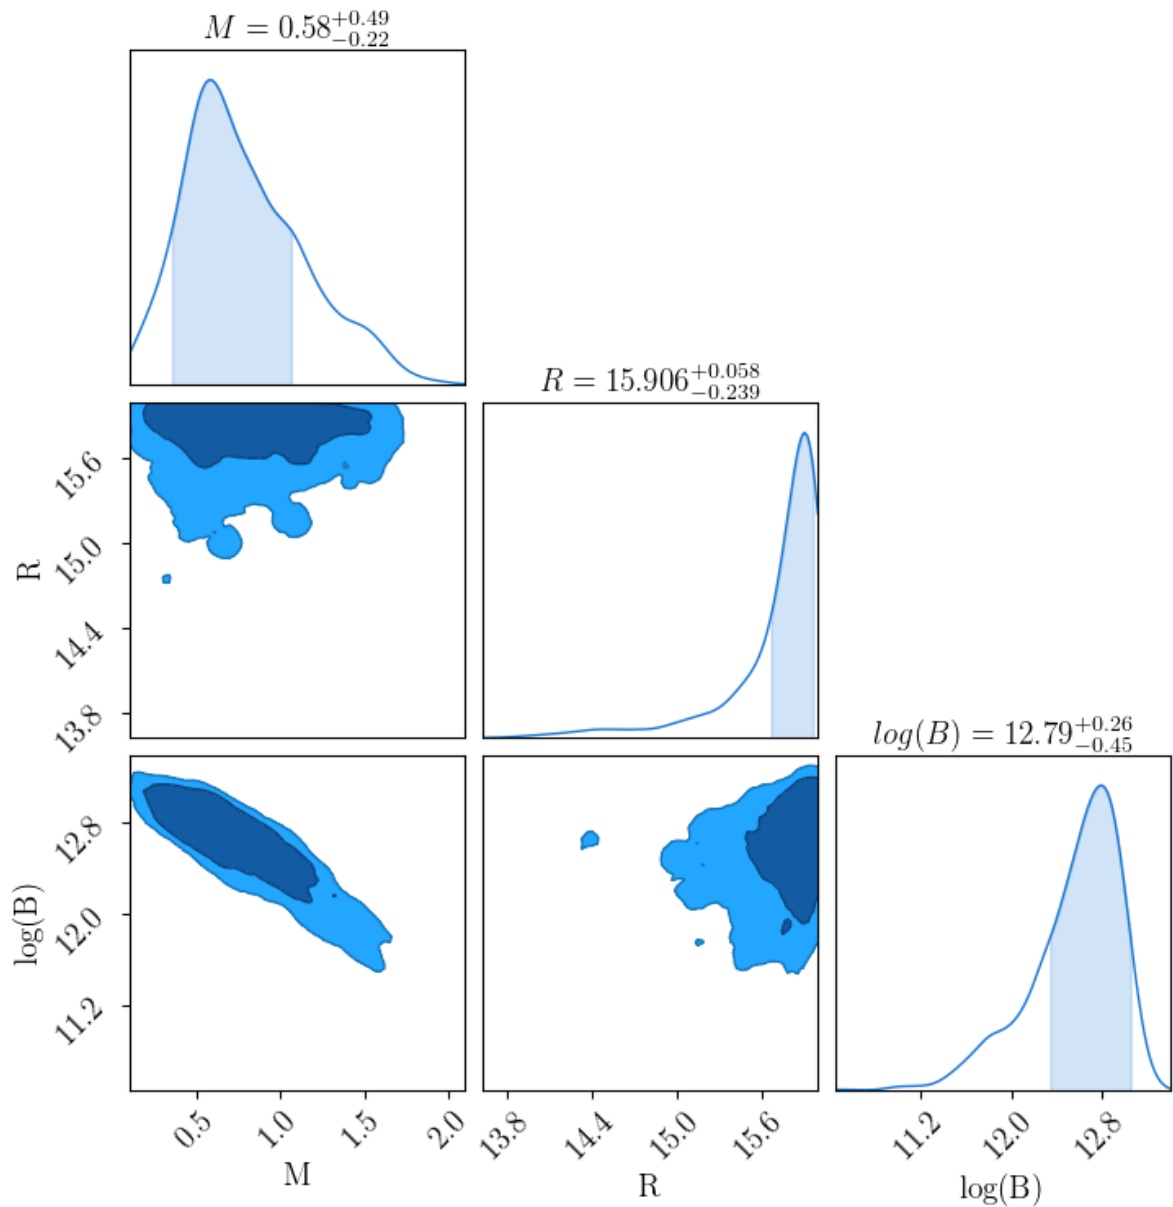 M = 0.58^{+0.49}_{-0.22}
R = 15.906^{+0.058}_{-0.239}
15.6
15.0
14.4
13.8
R
log(B) = 12.79^{+0.26}_{-0.45}
12.8
12.0
11.2
log(B)
0.5 1.0 1.5 2.0
M
13.8 14.4 15.0 15.6
R
11.2 12.0 12.8
log(B)